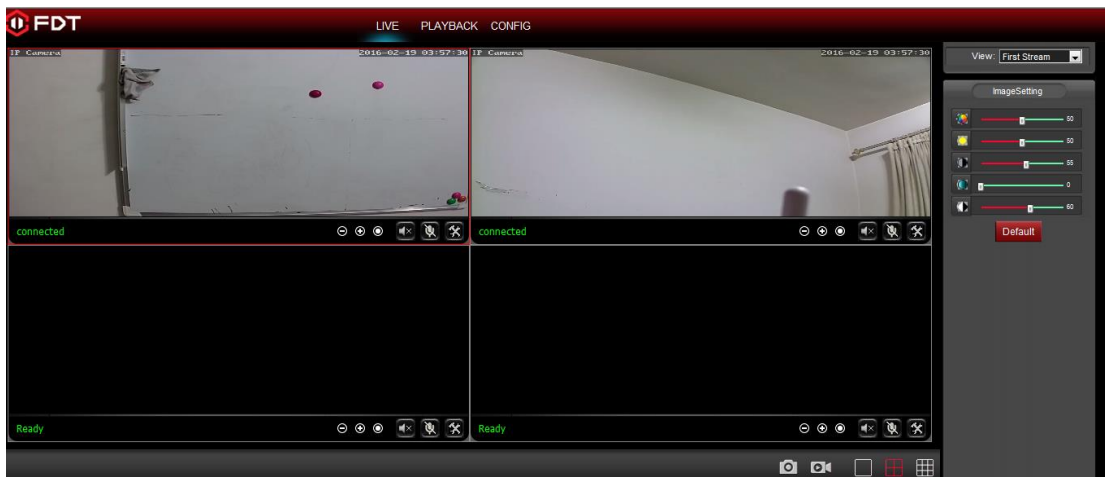 FDT
LIVE PLAYBACK CONFIG
IP Camera 2016-02-19 03:57:30 IP Camera 2016-02-19 03:57:30
View: First Stream
ImageSetting
50
50
55
0
60
Default
connected connected
Ready Ready